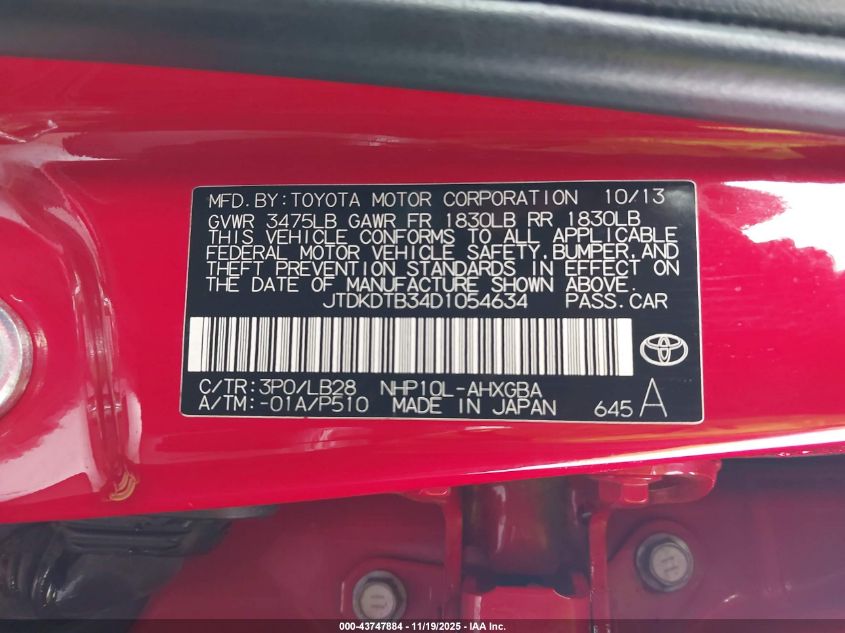 MFD. BY: TOYOTA MOTOR CORPORATION 10/13
GVWR 3475LB GAWR FR 1830LB RR 1830LB
THIS VEHICLE CONFORMS TO ALL APPLICABLE
FEDERAL MOTOR VEHICLE SAFETY, BUMPER, AND
THEFT PREVENTION STANDARDS IN EFFECT ON
THE DATE OF MANUFACTURE SHOWN ABOVE.
JTDKDTB34D1054634 PASS. CAR
C/TR: 3P0/LB28 NHP10L-AHXGBA
A/TM: -01A/P510 MADE IN JAPAN 645 A
000-43747884 - 11/19/2025 - IAA Inc.